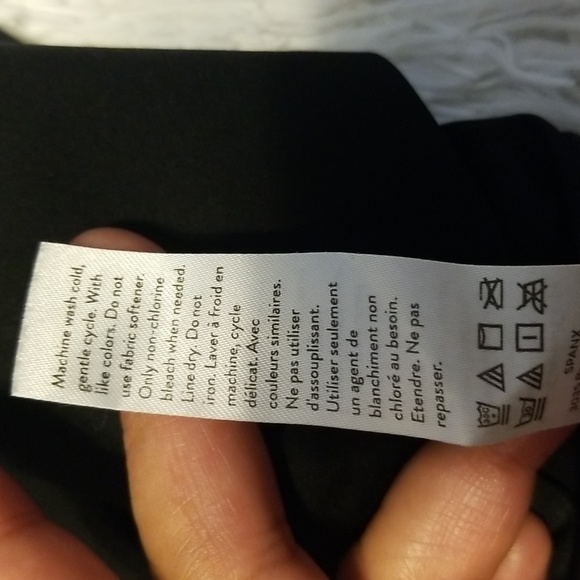 Machine wash cold,
gentle cycle. With
like colors. Do not
use fabric softener.
Only non-chlorine
bleach when needed.
Line dry. Do not
iron. Laver à froid en
machine, cycle
délicat. Avec
couleurs similaires.
Ne pas utiliser
d'assouplissant.
Utiliser seulement
un agent de
blanchiment non
chloré au besoin.
Etendre. Ne pas
repasser.
30C
SPANX